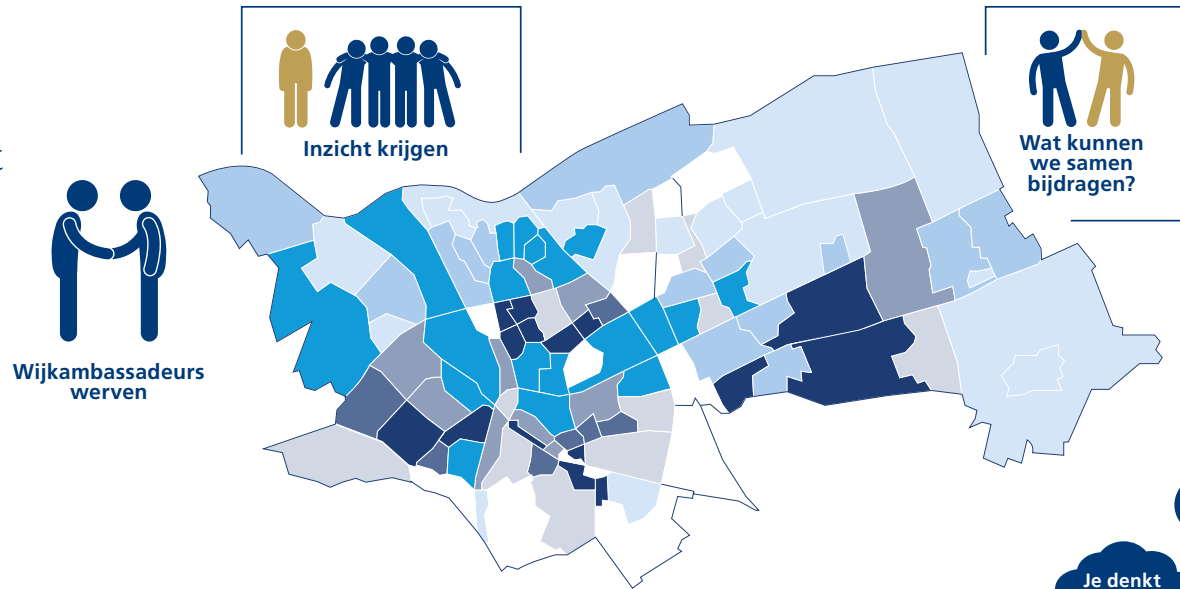 Inzicht krijgen
Wat kunnen
we samen
bijdragen?
Wijkambassadeurs
werven
Je denkt